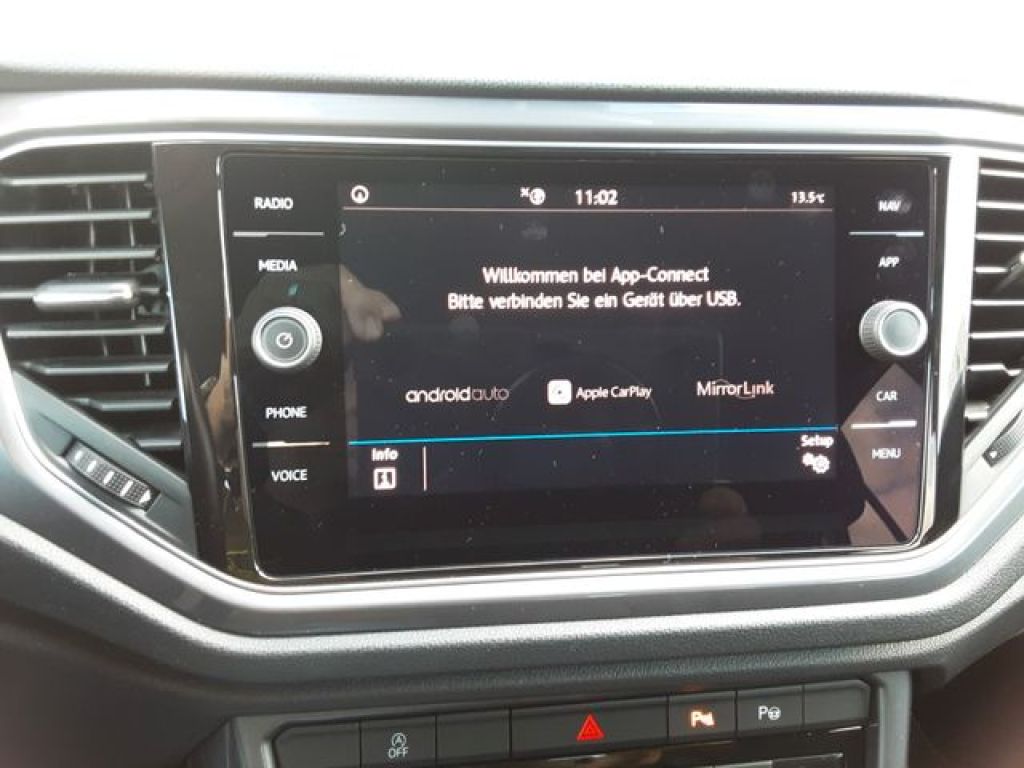 RADIO
11:02
13.5°C
NAV
MEDIA
APP
Willkommen bei App-Connect
Bitte verbinden Sie ein Gerät über USB.
androidauto
Apple CarPlay
MirrorLink
PHONE
CAR
Info
Setup
VOICE
MENU
A
OFF
P
P